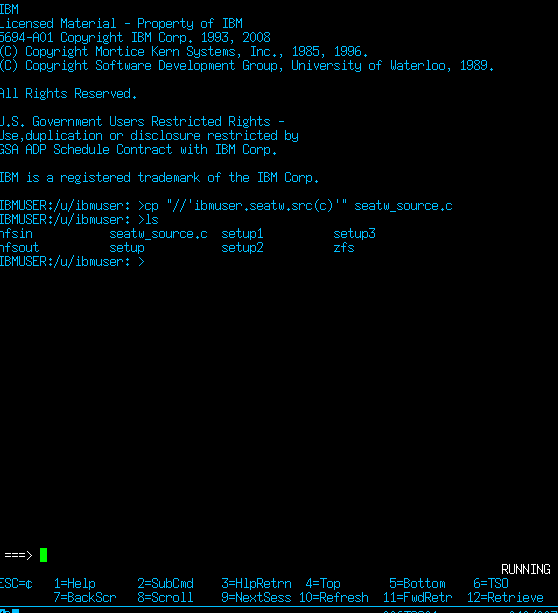 IBM
Licensed Material - Property of IBM
5694-A01 Copyright IBM Corp. 1993, 2008
(C) Copyright Mortice Kern Systems, Inc., 1985, 1996.
(C) Copyright Software Development Group, University of Waterloo, 1989.
All Rights Reserved.
U.S. Government Users Restricted Rights -
Use,duplication or disclosure restricted by
GSA ADP Schedule Contract with IBM Corp.
IBM is a registered trademark of the IBM Corp.
IBMUSER:/u/ibmuser: >cp "//'ibmuser.seatw.src(c)'" seatw_source.c
IBMUSER:/u/ibmuser: >ls
nfsin seatw_source.c setup1 setup3
nfsout setup setup2 zfs
IBMUSER:/u/ibmuser: >
===>
RUNNING
ESC=¢ 1=Help 2=SubCmd 3=HlpRetrn 4=Top 5=Bottom 6=TSO
7=BackScr 8=Scroll 9=NextSess 10=Refresh 11=FwdRetr 12=Retrieve